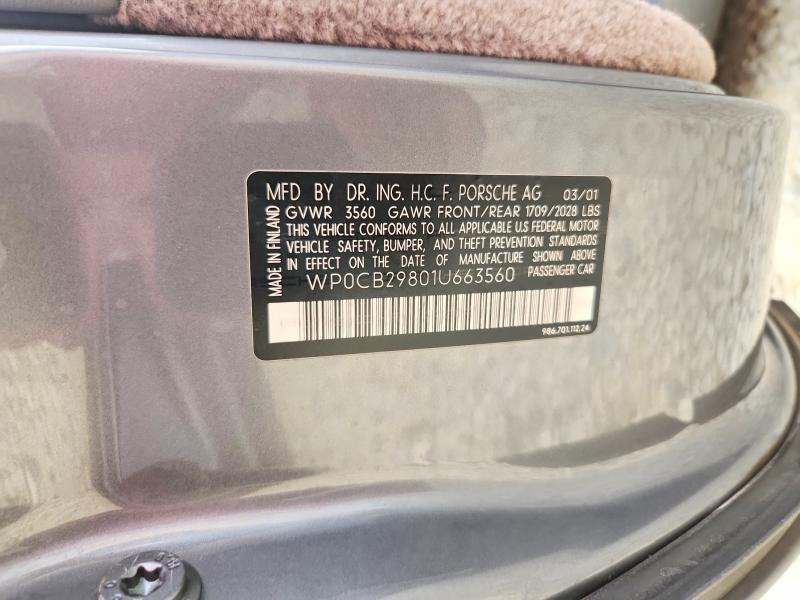 MFD BY DR. ING. H.C. F. PORSCHE AG 03/01
GVWR 3560 GAWR FRONT/REAR 1709/2028 LBS
THIS VEHICLE CONFORMS TO ALL APPLICABLE U.S FEDERAL MOTOR
VEHICLE SAFETY, BUMPER, AND THEFT PREVENTION STANDARDS
IN EFFECT ON THE DATE OF MANUFACTURE SHOWN ABOVE
WP0CB29801U663560 PASSENGER CAR
MADE IN FINLAND
986.701.112.24